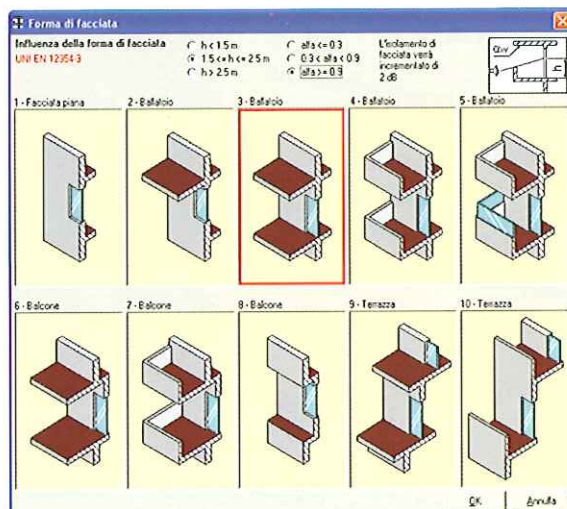 Forma di facciata
Influenza della forma di facciata
UNI EN 12354-3
h < 1.5 m
1.5 <= h <= 2.5 m
h > 2.5 m
alfa <= 0.3
0.3 < alfa < 0.9
alfa >= 0.9
L'isolamento di
facciata verrà
incrementato di
2 dB
αw
h
1 - Facciata piana
2 - Ballatoio
3 - Ballatoio
4 - Ballatoio
5 - Ballatoio
6 - Balcone
7 - Balcone
8 - Balcone
9 - Terrazza
10 - Terrazza
OK
Annulla